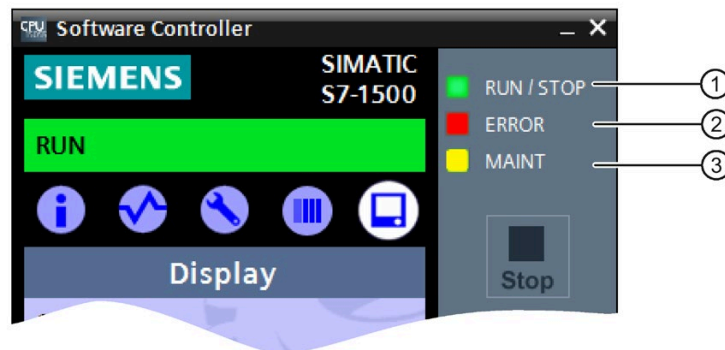 CPU Software Controller
SIEMENS
SIMATIC
S7-1500
RUN
Display
RUN / STOP
ERROR
MAINT
Stop
1
2
3